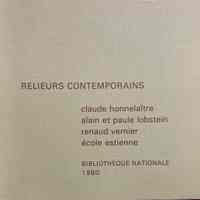 RELIEURS CONTEMPORAINS
claude honnelaître
alain et paule lobstein
renaud vernier
école estienne
BIBLIOTHÈQUE NATIONALE
1980